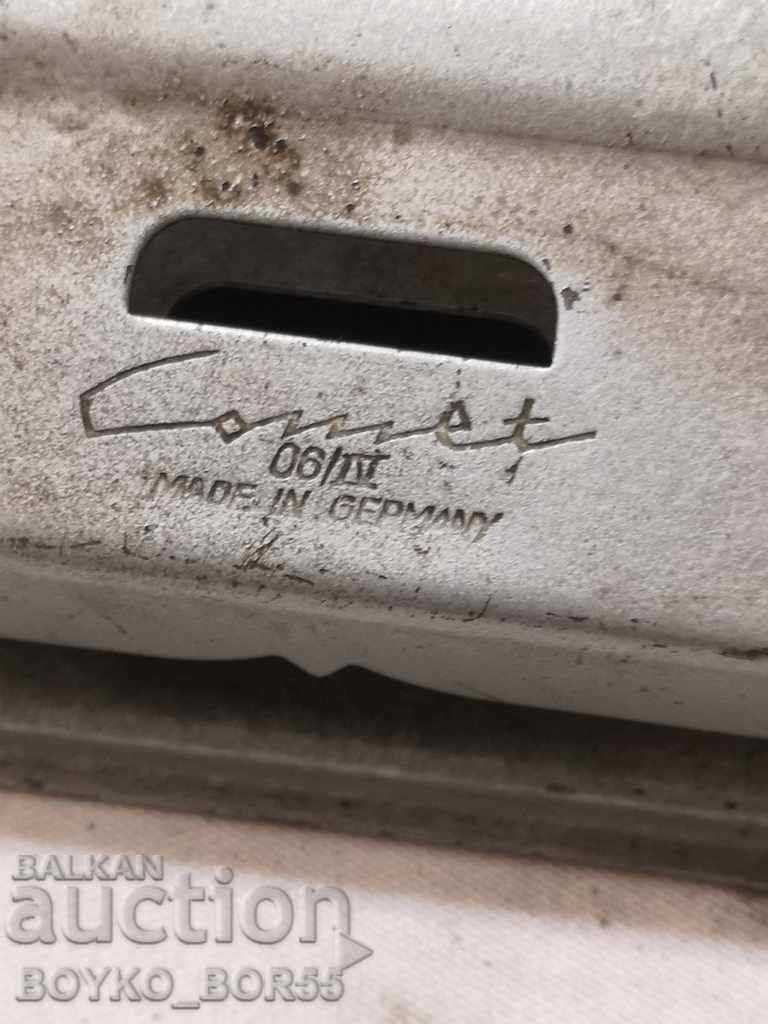 Comet
06/IV
MADE IN GERMANY
BALKAN
auction
BOYKO_BOR55